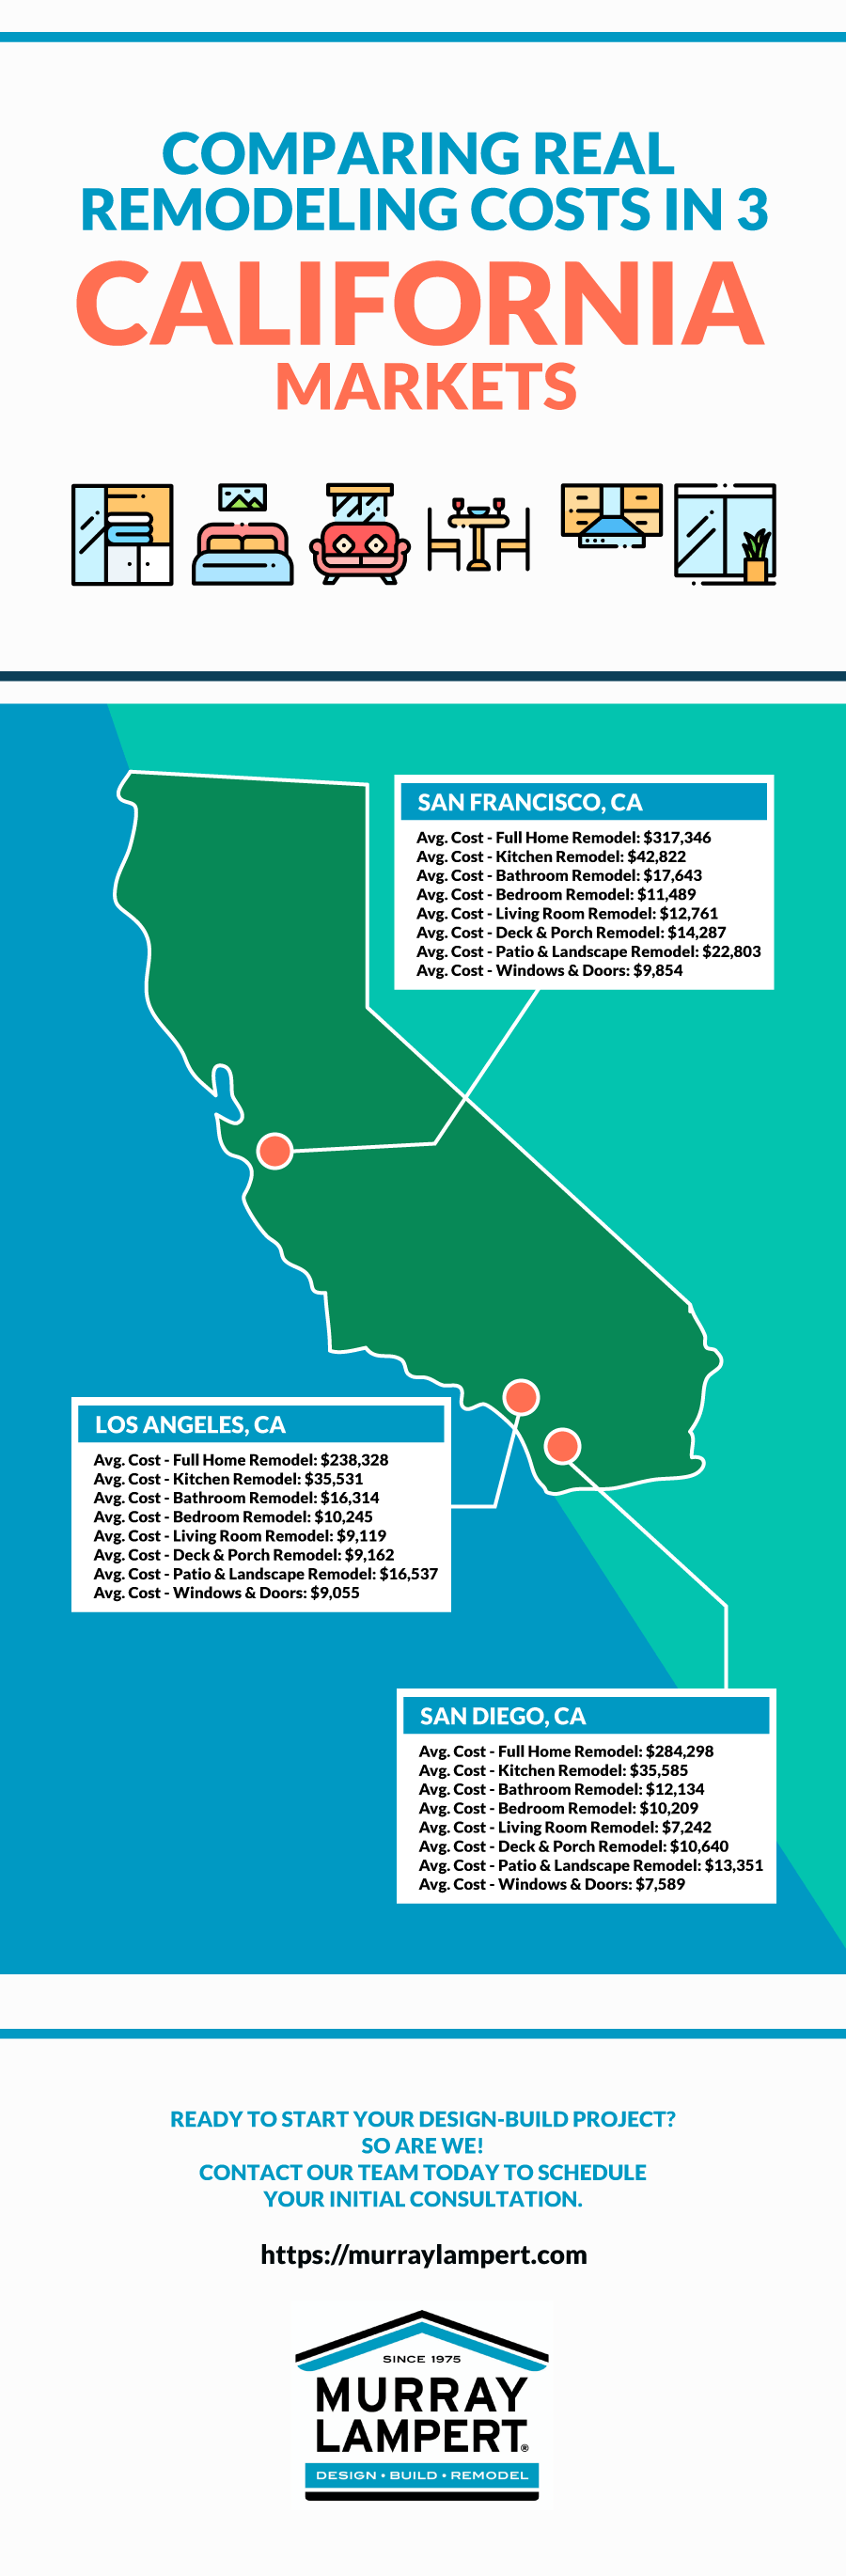 COMPARING REAL
REMODELING COSTS IN 3
CALIFORNIA
MARKETS
SAN FRANCISCO, CA
Avg. Cost - Full Home Remodel: $317,346
Avg. Cost - Kitchen Remodel: $42,822
Avg. Cost - Bathroom Remodel: $17,643
Avg. Cost - Bedroom Remodel: $11,489
Avg. Cost - Living Room Remodel: $12,761
Avg. Cost - Deck & Porch Remodel: $14,287
Avg. Cost - Patio & Landscape Remodel: $22,803
Avg. Cost - Windows & Doors: $9,854
LOS ANGELES, CA
Avg. Cost - Full Home Remodel: $238,328
Avg. Cost - Kitchen Remodel: $35,531
Avg. Cost - Bathroom Remodel: $16,314
Avg. Cost - Bedroom Remodel: $10,245
Avg. Cost - Living Room Remodel: $9,119
Avg. Cost - Deck & Porch Remodel: $9,162
Avg. Cost - Patio & Landscape Remodel: $16,537
Avg. Cost - Windows & Doors: $9,055
SAN DIEGO, CA
Avg. Cost - Full Home Remodel: $284,298
Avg. Cost - Kitchen Remodel: $35,585
Avg. Cost - Bathroom Remodel: $12,134
Avg. Cost - Bedroom Remodel: $10,209
Avg. Cost - Living Room Remodel: $7,242
Avg. Cost - Deck & Porch Remodel: $10,640
Avg. Cost - Patio & Landscape Remodel: $13,351
Avg. Cost - Windows & Doors: $7,589
READY TO START YOUR DESIGN-BUILD PROJECT?
SO ARE WE!
CONTACT OUR TEAM TODAY TO SCHEDULE
YOUR INITIAL CONSULTATION.
https://murraylampert.com
SINCE 1975
MURRAY
LAMPERT®
DESIGN • BUILD • REMODEL